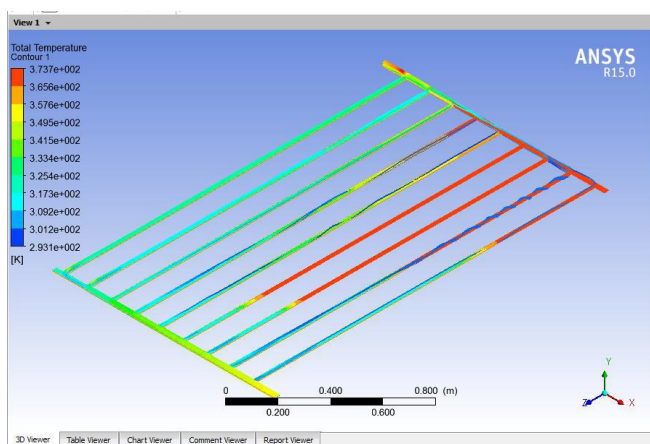 View 1
Total Temperature
Contour 1
3.737e+002
3.656e+002
3.576e+002
3.495e+002
3.415e+002
3.334e+002
3.254e+002
3.173e+002
3.092e+002
3.012e+002
2.931e+002
[K]
ANSYS
R15.0
0 0.400 0.800 (m)
0.200 0.600
Y
Z X
3D Viewer Table Viewer Chart Viewer Comment Viewer Report Viewer